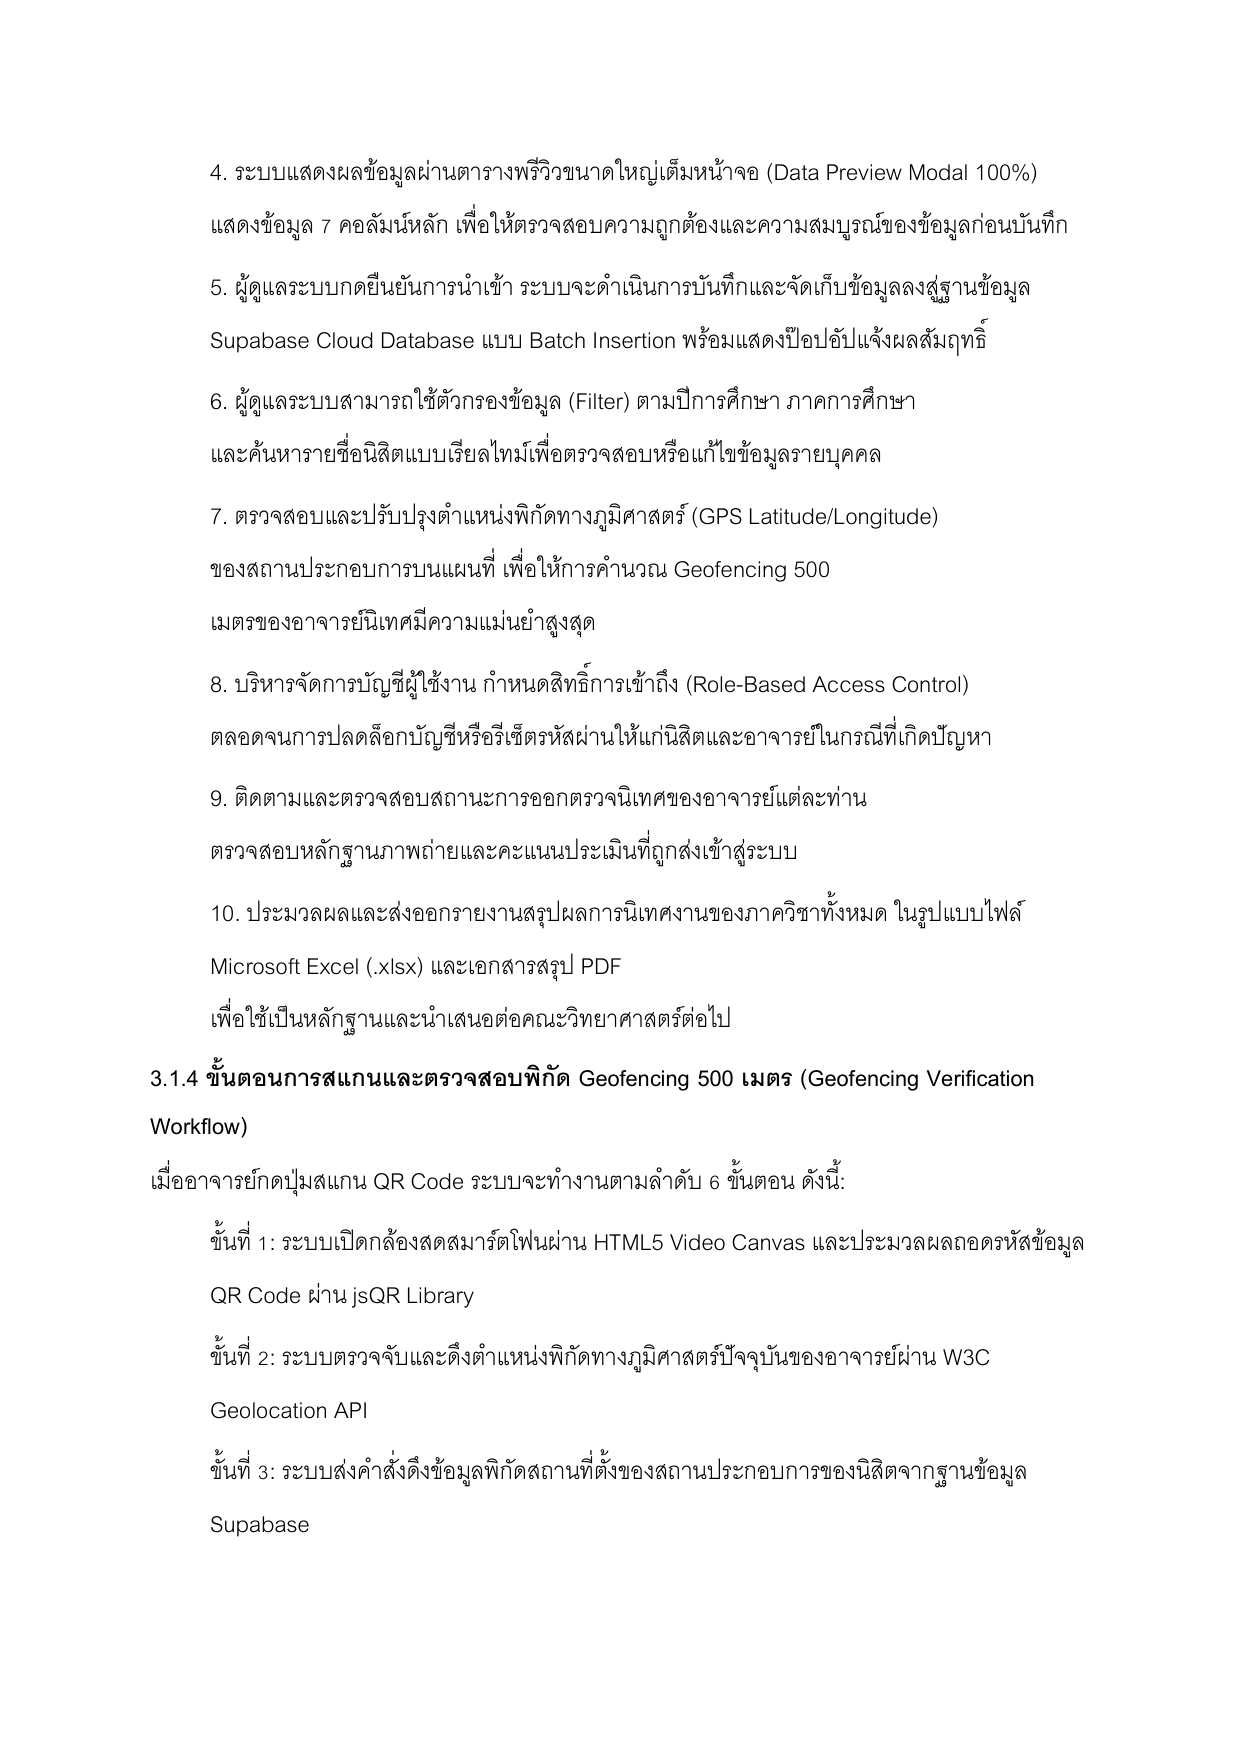 4. ระบบแสดงผลข้อมูลผ่านตารางพรีวิวขนาดใหญ่เต็มหน้าจอ (Data Preview Modal 100%)
แสดงข้อมูล 7 คอลัมน์หลัก เพื่อให้ตรวจสอบความถูกต้องและความสมบูรณ์ของข้อมูลก่อนบันทึก
5. ผู้ดูแลระบบกดยืนยันการนำเข้า ระบบจะดำเนินการบันทึกและจัดเก็บข้อมูลลงสู่ฐานข้อมูล
Supabase Cloud Database แบบ Batch Insertion พร้อมแสดงป๊อปอัปแจ้งผลสัมฤทธิ์
6. ผู้ดูแลระบบสามารถใช้ตัวกรองข้อมูล (Filter) ตามปีการศึกษา ภาคการศึกษา
และค้นหารายชื่อนิสิตแบบเรียลไทม์เพื่อตรวจสอบหรือแก้ไขข้อมูลรายบุคคล
7. ตรวจสอบและปรับปรุงตำแหน่งพิกัดทางภูมิศาสตร์ (GPS Latitude/Longitude)
ของสถานประกอบการบนแผนที่ เพื่อให้การคำนวณ Geofencing 500
เมตรของอาจารย์นิเทศมีความแม่นยำสูงสุด
8. บริหารจัดการบัญชีผู้ใช้งาน กำหนดสิทธิ์การเข้าถึง (Role-Based Access Control)
ตลอดจนการปลดล็อกบัญชีหรือรีเซ็ตรหัสผ่านให้แก่นิสิตและอาจารย์ในกรณีที่เกิดปัญหา
9. ติดตามและตรวจสอบสถานะการออกตรวจนิเทศของอาจารย์แต่ละท่าน
ตรวจสอบหลักฐานภาพถ่ายและคะแนนประเมินที่ถูกส่งเข้าสู่ระบบ
10. ประมวลผลและส่งออกรายงานสรุปผลการนิเทศงานของภาควิชาทั้งหมด ในรูปแบบไฟล์
Microsoft Excel (.xlsx) และเอกสารสรุป PDF
เพื่อใช้เป็นหลักฐานและนำเสนอต่อคณะวิทยาศาสตร์ต่อไป
3.1.4 ขั้นตอนการสแกนและตรวจสอบพิกัด Geofencing 500 เมตร (Geofencing Verification
Workflow)
เมื่ออาจารย์กดปุ่มสแกน QR Code ระบบจะทำงานตามลำดับ 6 ขั้นตอน ดังนี้:
ขั้นที่ 1: ระบบเปิดกล้องสดสมาร์ตโฟนผ่าน HTML5 Video Canvas และประมวลผลถอดรหัสข้อมูล
QR Code ผ่าน jsQR Library
ขั้นที่ 2: ระบบตรวจจับและดึงตำแหน่งพิกัดทางภูมิศาสตร์ปัจจุบันของอาจารย์ผ่าน W3C
Geolocation API
ขั้นที่ 3: ระบบส่งคำสั่งดึงข้อมูลพิกัดสถานที่ตั้งของสถานประกอบการของนิสิตจากฐานข้อมูล
Supabase